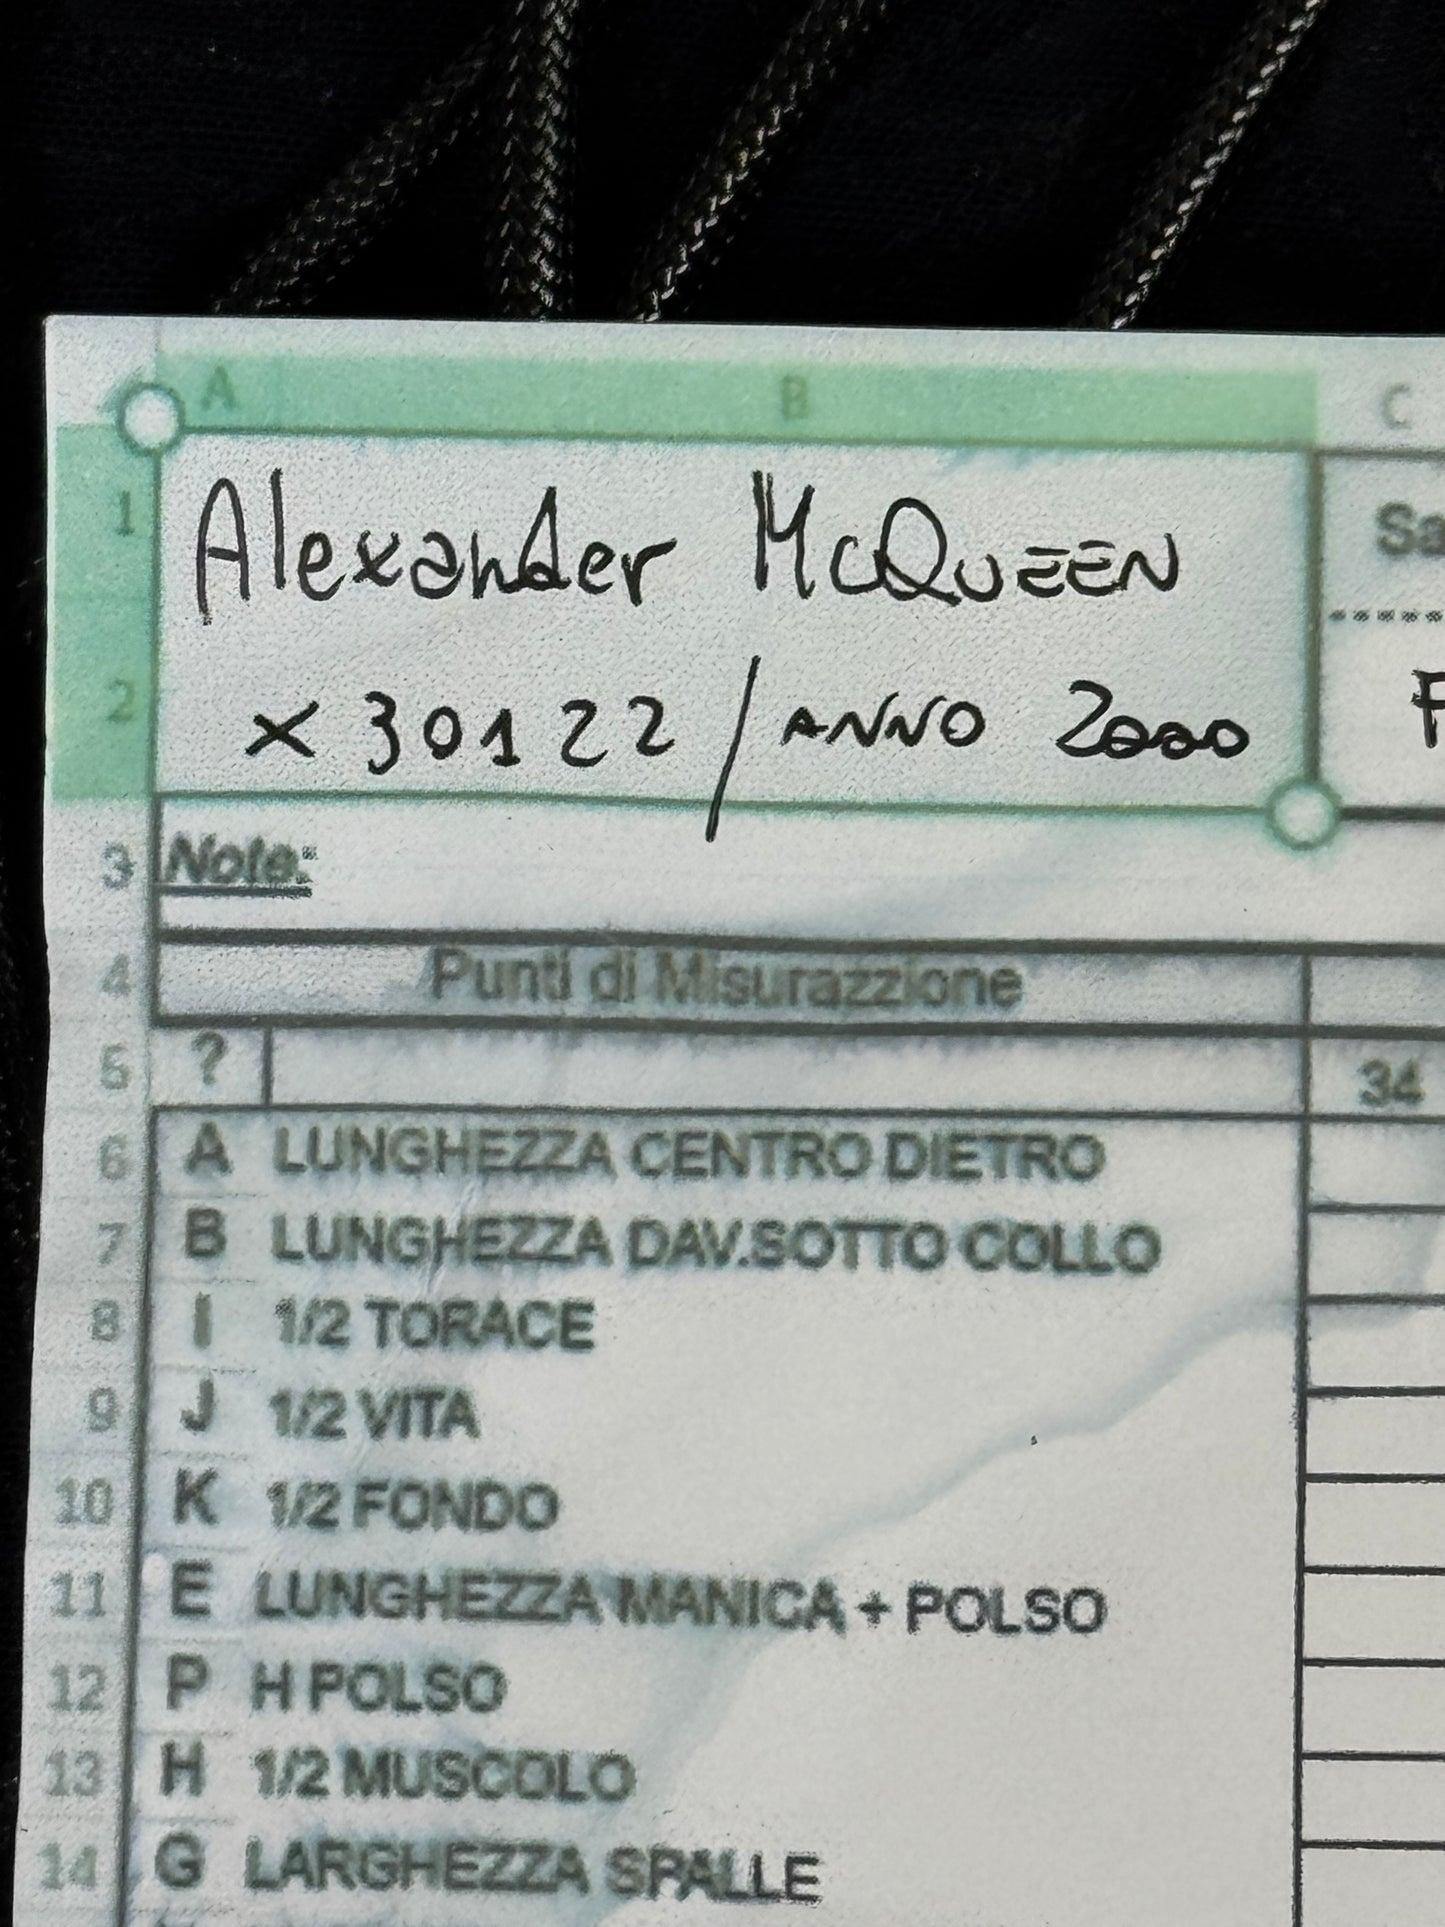 A B C
1 Alexander McQUEEN
2 x 30122 / ANNO 2000
3 Note:
4 Punti di Misurazzione
5 ? 34
6 A LUNGHEZZA CENTRO DIETRO
7 B LUNGHEZZA DAV.SOTTO COLLO
8 I 1/2 TORACE
9 J 1/2 VITA
10 K 1/2 FONDO
11 E LUNGHEZZA MANICA + POLSO
12 P H POLSO
13 H 1/2 MUSCOLO
14 G LARGHEZZA SPALLE